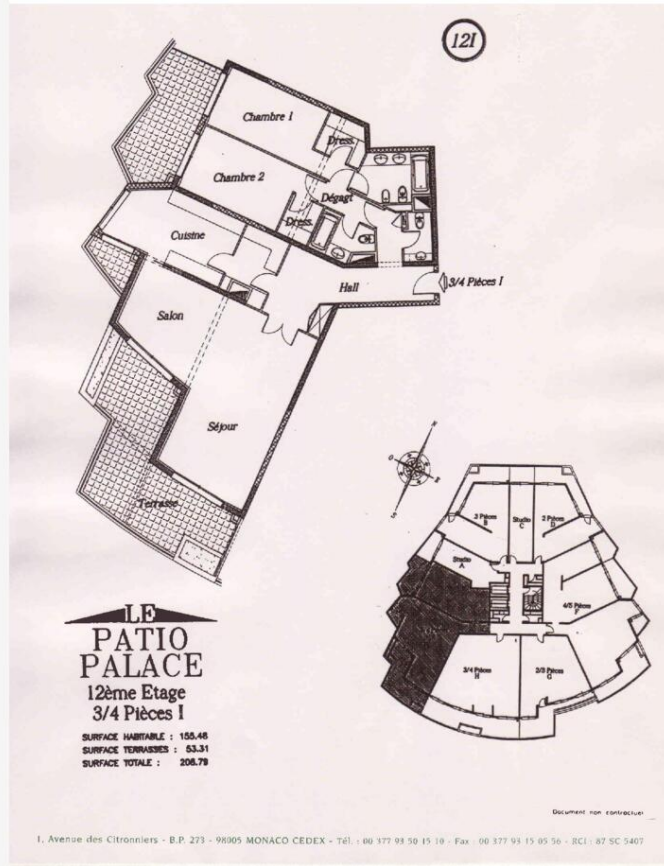 12I
Chambre 1
Dress.
Chambre 2
Dégagt
Dress.
Cuisine
Hall
3/4 Pièces I
Salon
Séjour
Terrasse
Studio
C
2 Pièces
D
Studio
A
4/5 Pièces
F
3/4 Pièces
H
2/3 Pièces
G
LE
PATIO
PALACE
12ème Etage
3/4 Pièces I
SURFACE HABITABLE : 155.48
SURFACE TERRASSES : 53.31
SURFACE TOTALE : 208.79
Document non contractuel
1, Avenue des Citronniers - B.P. 273 - 98005 MONACO CEDEX - Tél. : 00 377 93 50 15 10 - Fax : 00 377 93 15 05 56 - RCI : 87 SC 5407